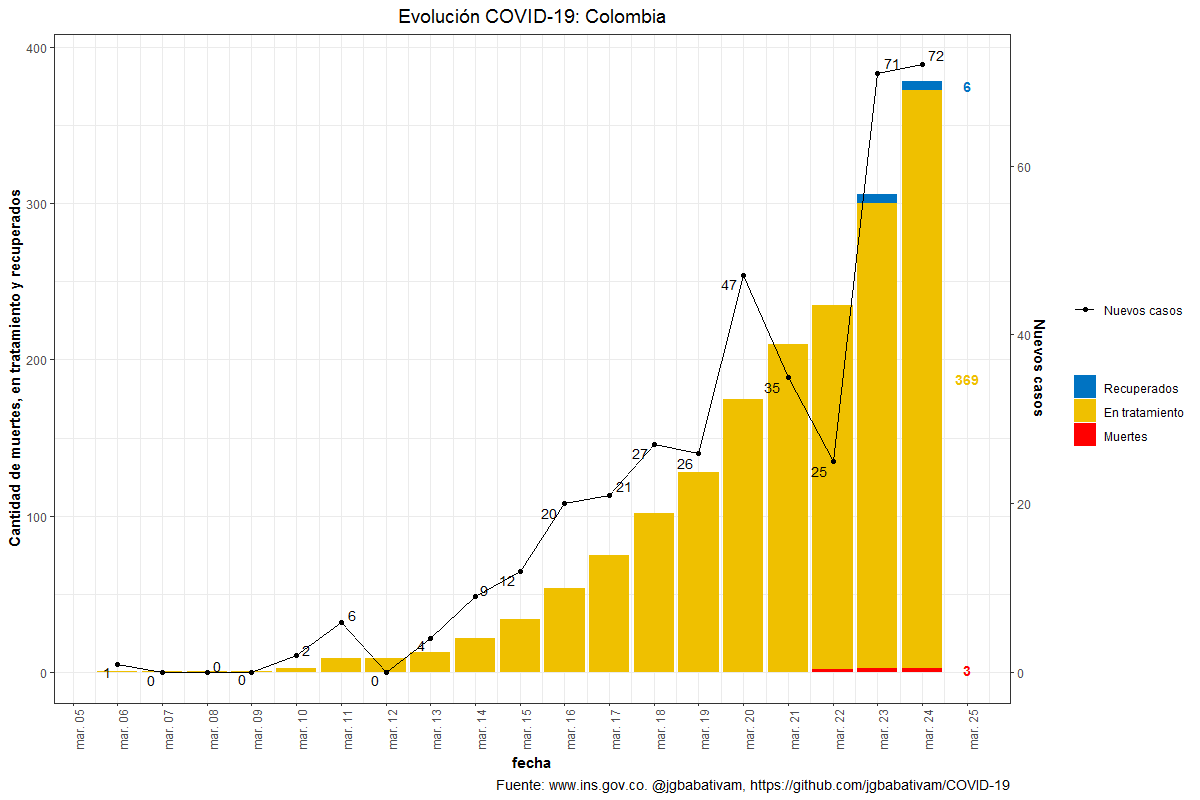 Evolución COVID-19: Colombia
Cantidad de muertes, en tratamiento y recuperados
400
300
200
100
0
1
0
0
0
2
6
0
4
9
12
20
21
27
26
47
35
25
71
72
6
369
3
60
40
20
0
Nuevos casos
Nuevos casos
Recuperados
En tratamiento
Muertes
mar. 05
mar. 06
mar. 07
mar. 08
mar. 09
mar. 10
mar. 11
mar. 12
mar. 13
mar. 14
mar. 15
mar. 16
mar. 17
mar. 18
mar. 19
mar. 20
mar. 21
mar. 22
mar. 23
mar. 24
mar. 25
fecha
Fuente: www.ins.gov.co. @jgbabativam, https://github.com/jgbabativam/COVID-19